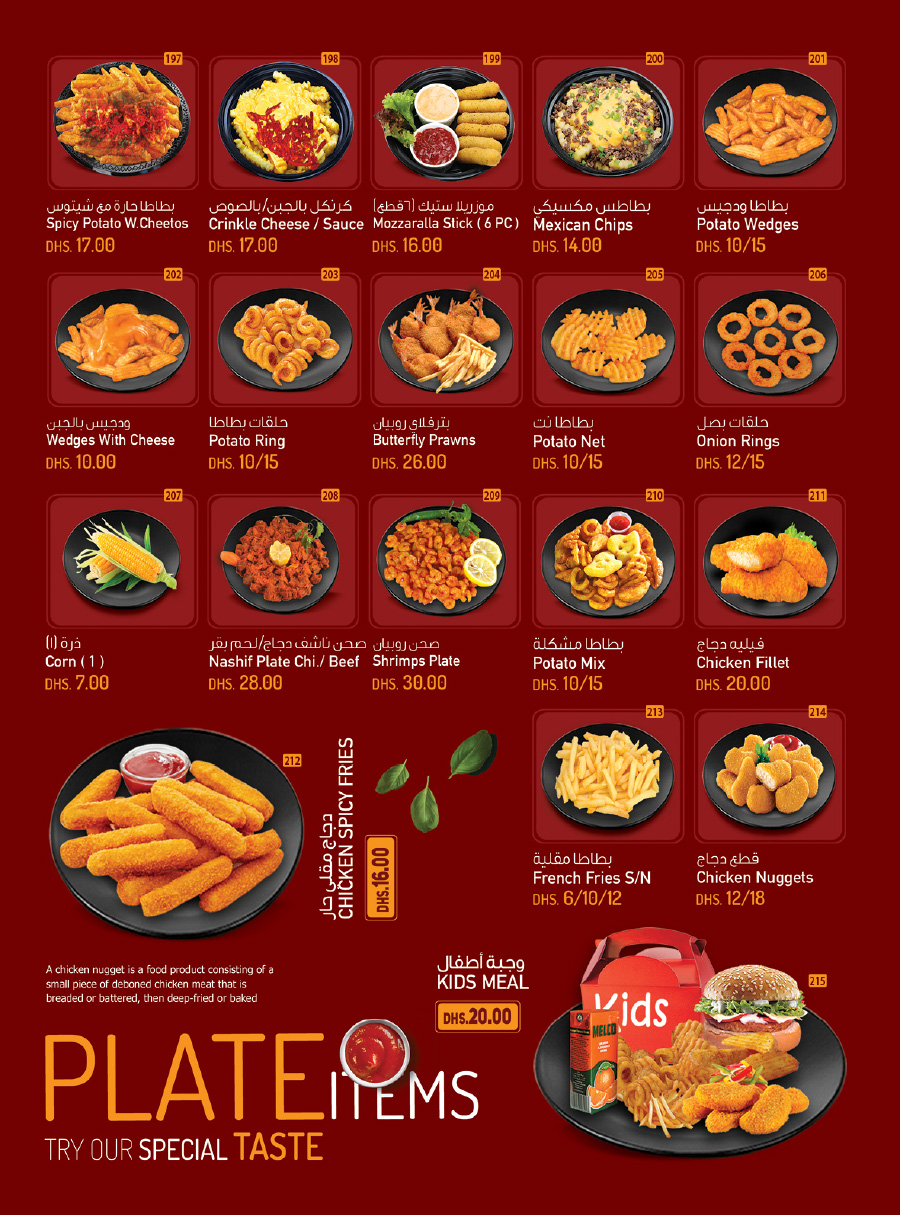 197
بطاطا حارة مع شيتوس
Spicy Potato W.Cheetos
DHS. 17.00
198
كرنكل بالجبن/بالصوص
Crinkle Cheese / Sauce
DHS. 17.00
199
موزريلا ستيك (٦قطع)
Mozzaralla Stick ( 6 PC )
DHS. 16.00
200
بطاطس مكسيكي
Mexican Chips
DHS. 14.00
201
بطاطا ودجيس
Potato Wedges
DHS. 10/15
202
ودجيس بالجبن
Wedges With Cheese
DHS. 10.00
203
حلقات بطاطا
Potato Ring
DHS. 10/15
204
بترفلاي روبيان
Butterfly Prawns
DHS. 26.00
205
بطاطا نت
Potato Net
DHS. 10/15
206
حلقات بصل
Onion Rings
DHS. 12/15
207
ذرة (١)
Corn ( 1 )
DHS. 7.00
208
صحن ناشف دجاج/لحم بقر
Nashif Plate Chi./ Beef
DHS. 28.00
209
صحن روبيان
Shrimps Plate
DHS. 30.00
210
بطاطا مشكلة
Potato Mix
DHS. 10/15
211
فيليه دجاج
Chicken Fillet
DHS. 20.00
212
دجاج مقلي حار
CHICKEN SPICY FRIES
DHS.16.00
213
بطاطا مقلية
French Fries S/N
DHS. 6/10/12
214
قطع دجاج
Chicken Nuggets
DHS. 12/18
A chicken nugget is a food product consisting of a
small piece of deboned chicken meat that is
breaded or battered, then deep-fried or baked
وجبة أطفال
KIDS MEAL
DHS.20.00
215
Kids
MELCO
PLATE ITEMS
TRY OUR SPECIAL TASTE